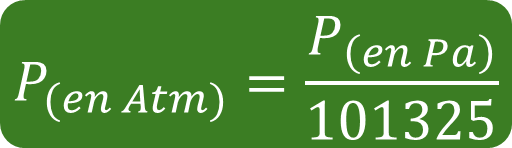 P(en Atm) = P(en Pa) / 101325